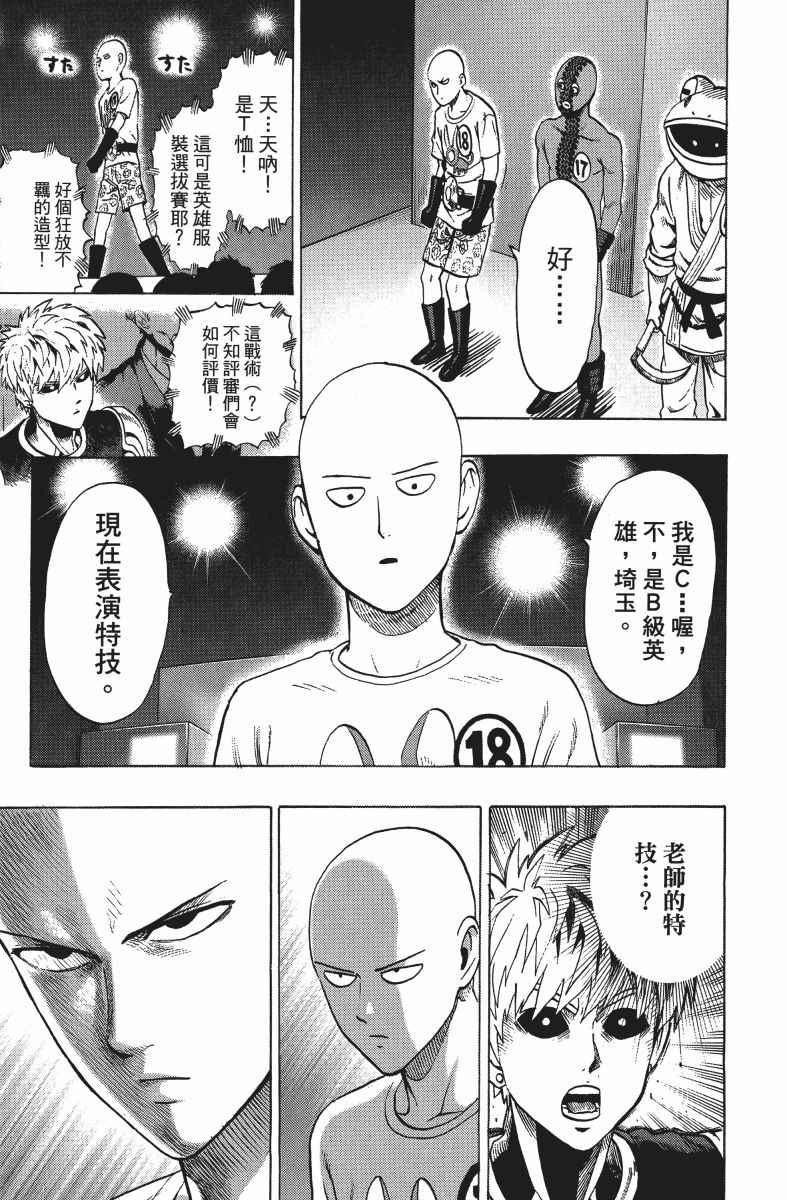 好⋯⋯
18
17
すた
すた
天⋯天吶!
是T恤!
這可是英雄服
裝選拔賽耶?
好個狂放不
羈的造型!
這戰術(?)
不知評審們會
如何評價!
我是C⋯喔,
不,是B級英
雄,埼玉。
現在表演特技。
18
老師的特
技⋯?